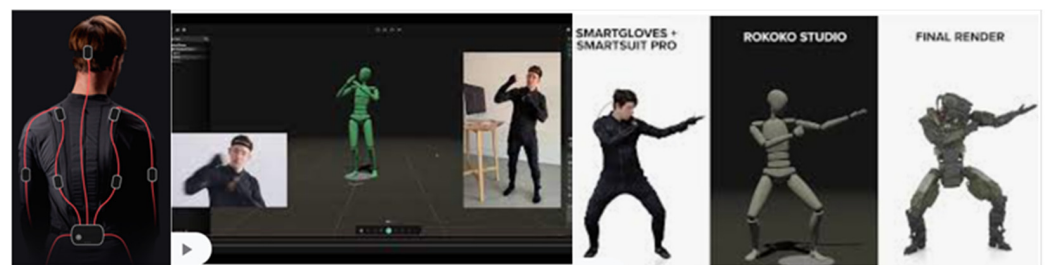 SMARTGLOVES +
SMARTSUIT PRO
ROKOKO STUDIO
FINAL RENDER